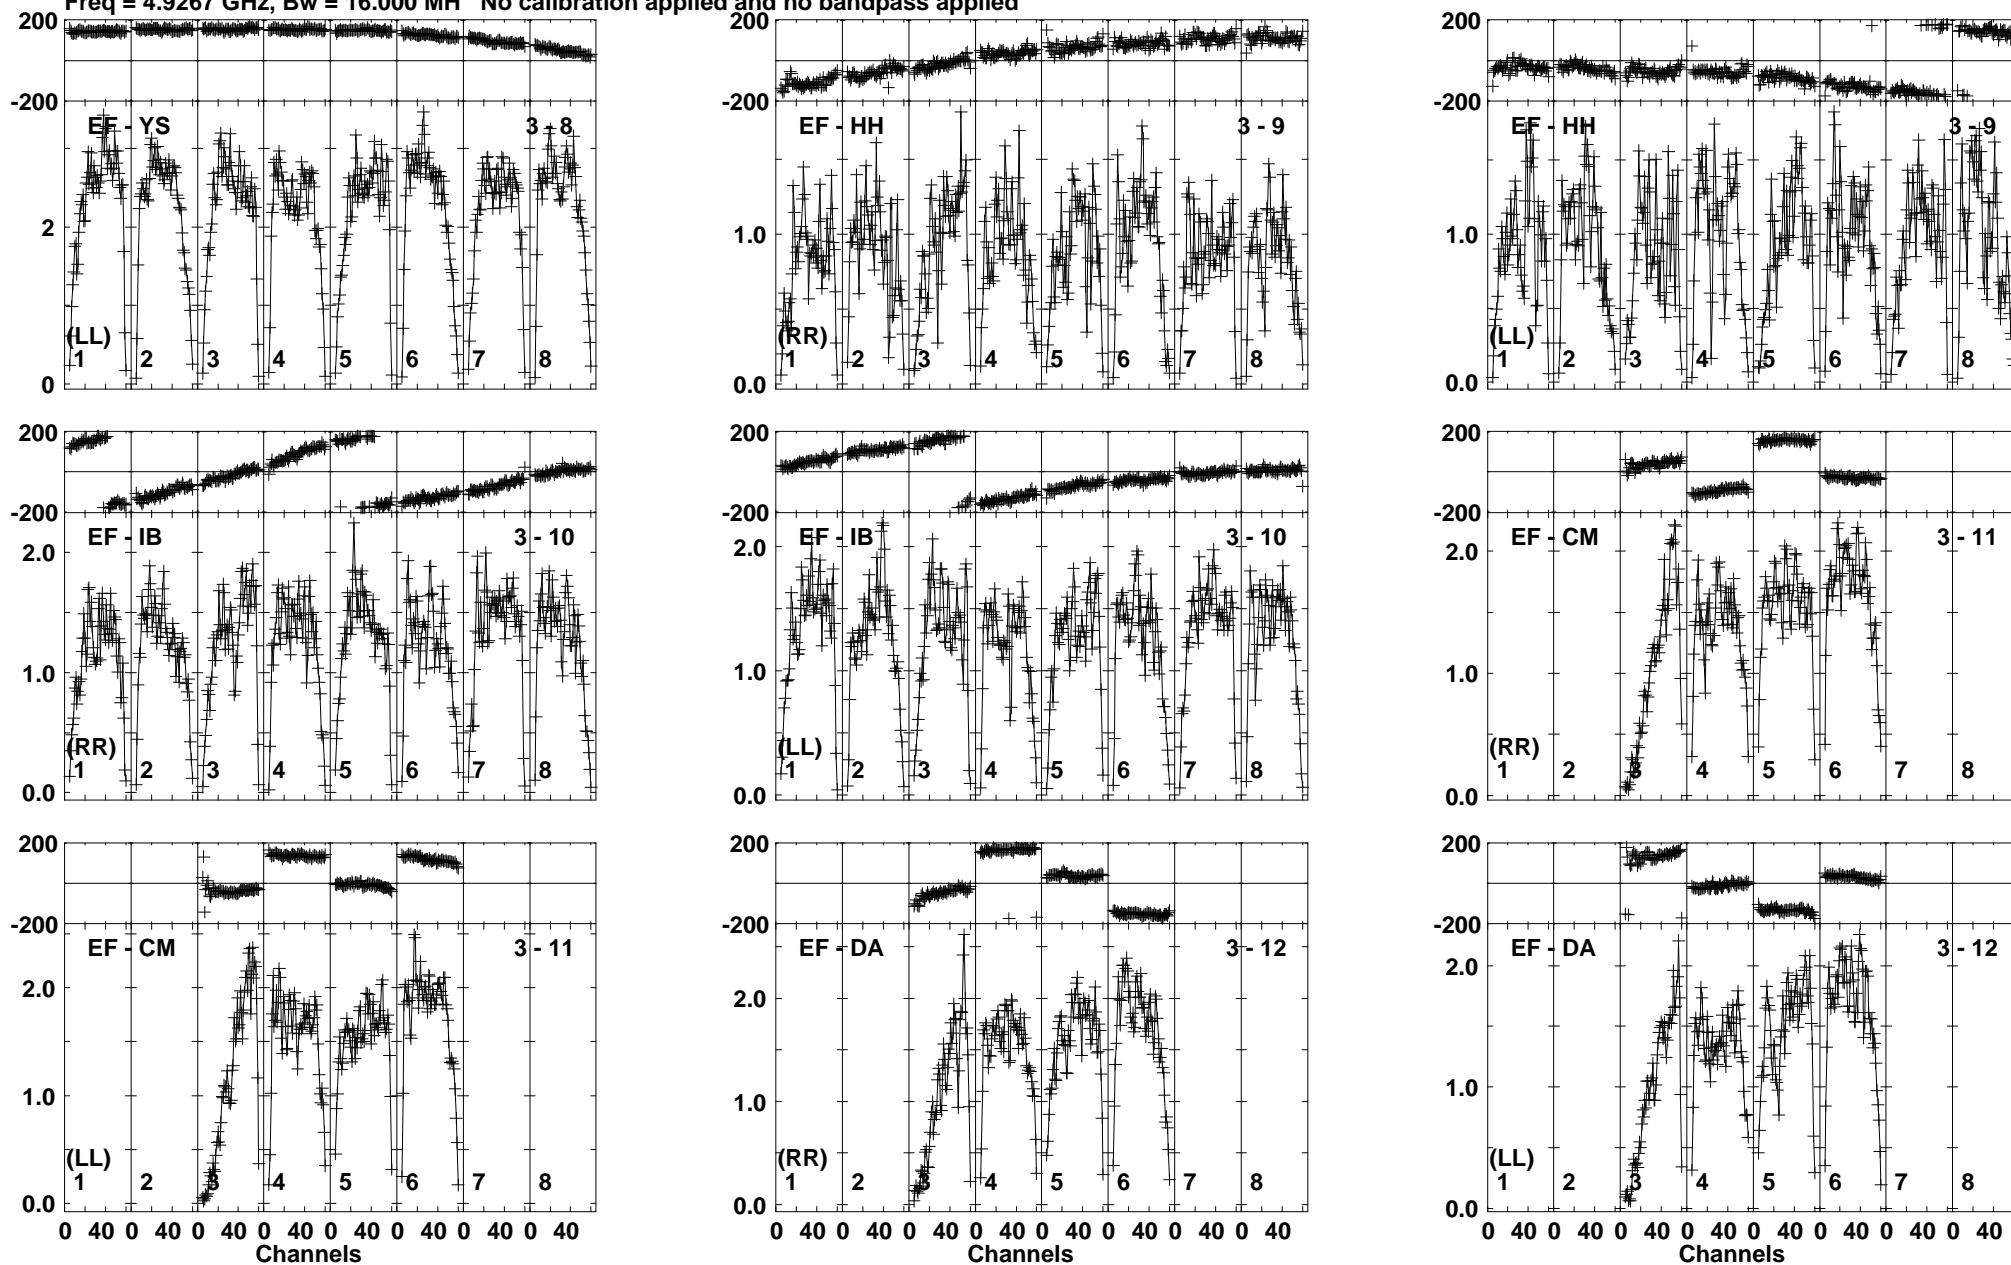 Freq = 4.9267 GHz, Bw = 16.000 MH No calibration applied and no bandpass applied
200 200 200
-200 -200 -200
EF - YS 3 - 8 EF - HH 3 - 9 EF - HH 3 - 9
2 1.0 1.0
(LL) (RR) (LL)
1 2 3 4 5 6 7 8 1 2 3 4 5 6 7 8 1 2 3 4 5 6 7 8
0 0.0 0.0
200 200 200
-200 -200 -200
EF - IB 3 - 10 EF - IB 3 - 10 EF - CM 3 - 11
2.0 2.0 2.0
1.0 1.0 1.0
(RR) (LL) (RR)
1 2 3 4 5 6 7 8 1 2 3 4 5 6 7 8 1 2 3 4 5 6 7 8
0.0 0.0 0.0
200 200 200
-200 -200 -200
EF - CM 3 - 11 EF - DA 3 - 12 EF - DA 3 - 12
2.0 2.0 2.0
1.0 1.0 1.0
(LL) (RR) (LL)
1 2 3 4 5 6 7 8 1 2 3 4 5 6 7 8 1 2 3 4 5 6 7 8
0.0 0.0 0.0
0 40 0 40 0 40 0 40 0 40 0 40 0 40 0 40 0 40 0 40 0 40 0 40 0 40 0 40 0 40 0 40 0 40 0 40 0 40 0 40 0 40 0 40 0 40 0 40
Channels Channels Channels